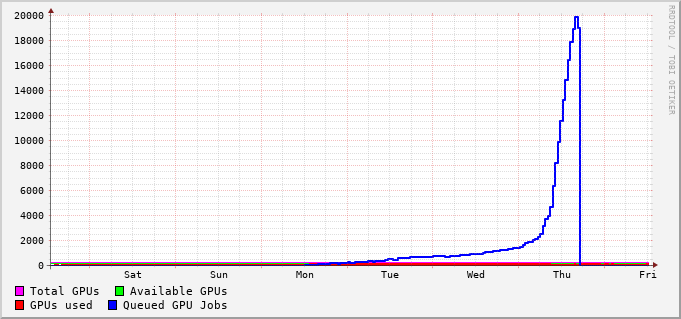 20000
18000
16000
14000
12000
10000
8000
6000
4000
2000
0
Sat Sun Mon Tue Wed Thu Fri
Total GPUs Available GPUs
GPUs used Queued GPU Jobs
RRDTOOL / TOBI OETIKER